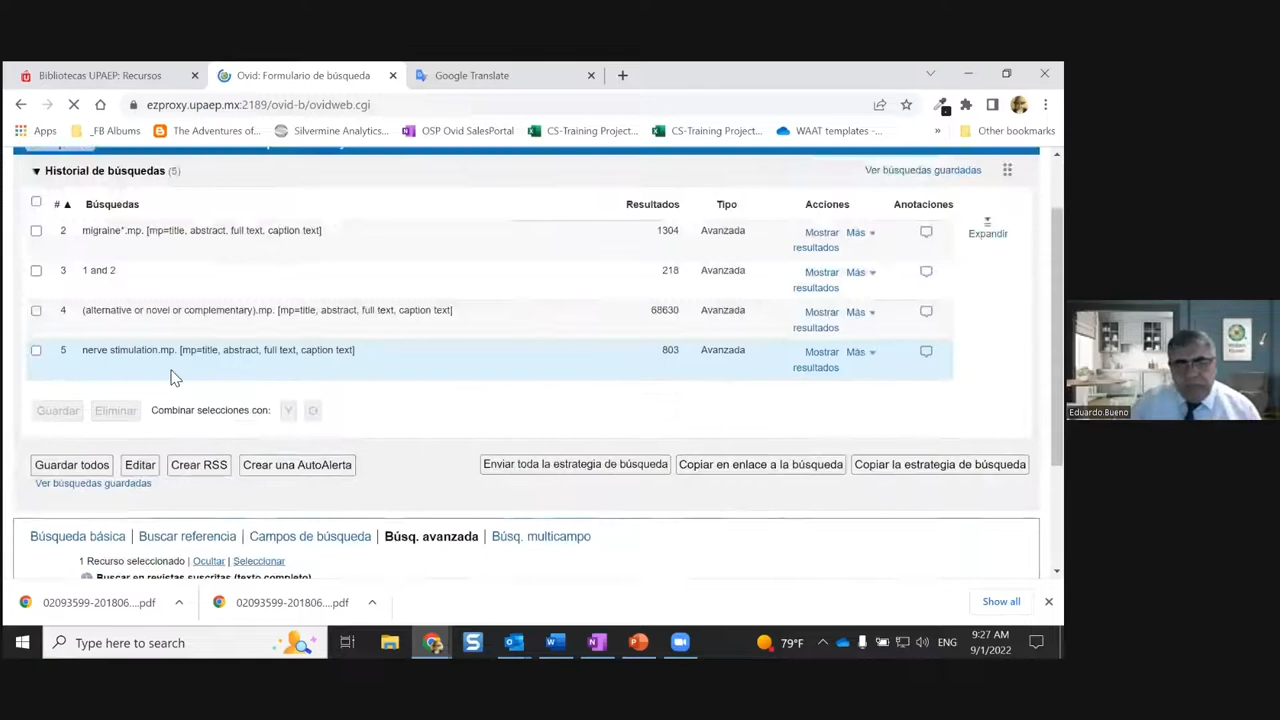 Bibliotecas UPAEP: Recursos
Ovid: Formulario de búsqueda
Google Translate
ezproxy.upaep.mx:2189/ovid-b/ovidweb.cgi
Apps
_FB Albums
The Adventures of...
Silvermine Analytics...
OSP Ovid SalesPortal
CS-Training Project...
CS-Training Project...
WAAT templates -...
»
Other bookmarks
Historial de búsquedas (5)
Ver búsquedas guardadas
# ▲ Búsquedas Resultados Tipo Acciones Anotaciones
2 migraine*.mp. [mp=title, abstract, full text, caption text] 1304 Avanzada Mostrar resultados Más
Expandir
3 1 and 2 218 Avanzada Mostrar resultados Más
4 (alternative or novel or complementary).mp. [mp=title, abstract, full text, caption text] 68630 Avanzada Mostrar resultados Más
5 nerve stimulation.mp. [mp=title, abstract, full text, caption text] 803 Avanzada Mostrar resultados Más
Guardar Eliminar Combinar selecciones con: Y O
Guardar todos Editar Crear RSS Crear una AutoAlerta Enviar toda la estrategia de búsqueda Copiar en enlace a la búsqueda Copiar la estrategia de búsqueda
Ver búsquedas guardadas
Búsqueda básica | Buscar referencia | Campos de búsqueda | Búsq. avanzada | Búsq. multicampo
1 Recurso seleccionado | Ocultar | Seleccionar
Buscar en revistas suscritas (texto completo)
02093599-201806....pdf
02093599-201806....pdf
Show all
Type here to search
79°F
ENG
9:27 AM
9/1/2022
Eduardo.Bueno